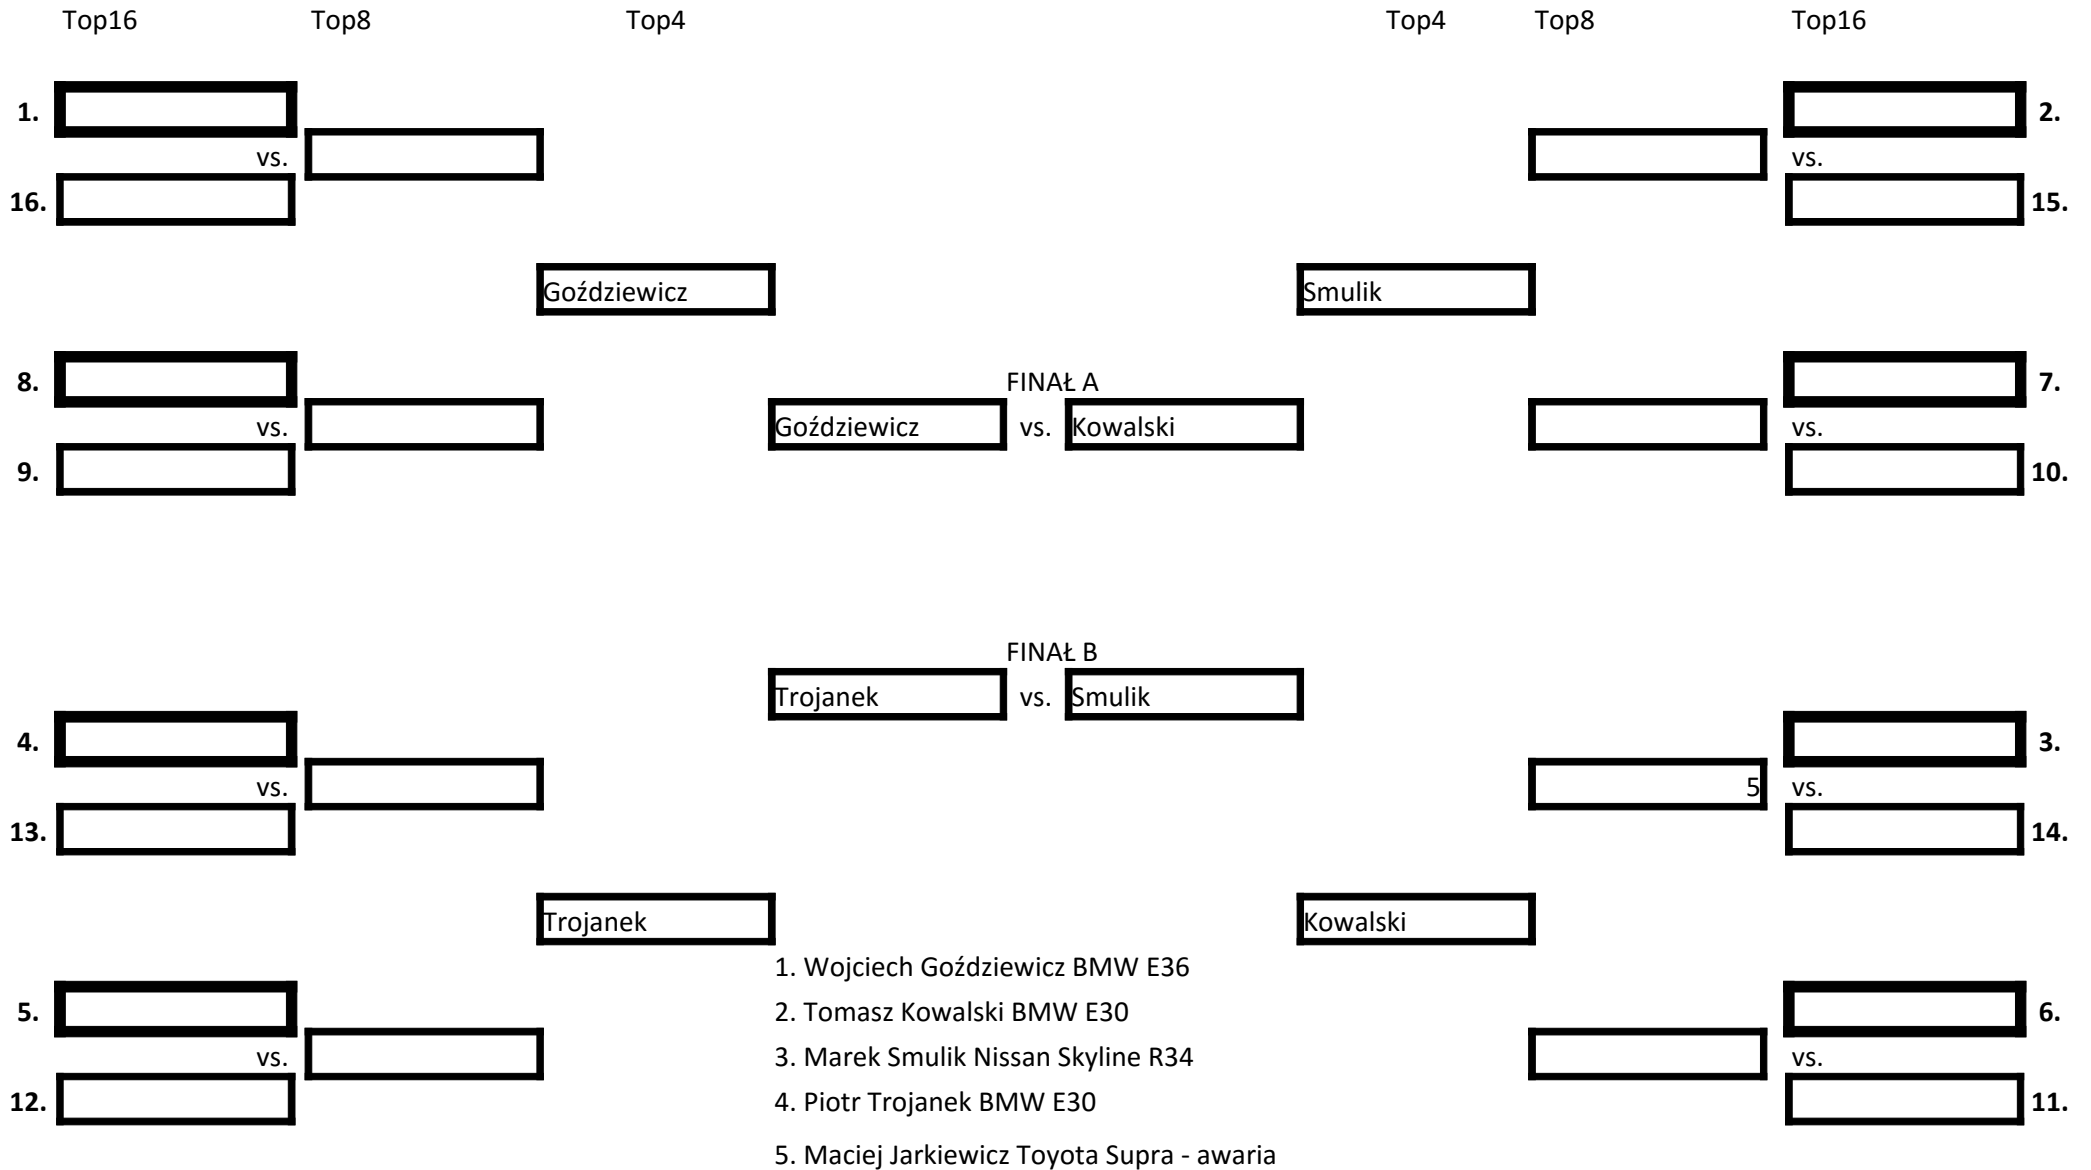 Top16 Top8 Top4 Top4 Top8 Top16
1. 2.
vs. vs.
16. 15.
Goździewicz Smulik
8. FINAŁ A 7.
vs. Goździewicz vs. Kowalski vs.
9. 10.
FINAŁ B
Trojanek vs. Smulik
4. 3.
vs. 5 vs.
13. 14.
Trojanek Kowalski
1. Wojciech Goździewicz BMW E36
5. 2. Tomasz Kowalski BMW E30 6.
vs. 3. Marek Smulik Nissan Skyline R34 vs.
12. 4. Piotr Trojanek BMW E30 11.
5. Maciej Jarkiewicz Toyota Supra - awaria